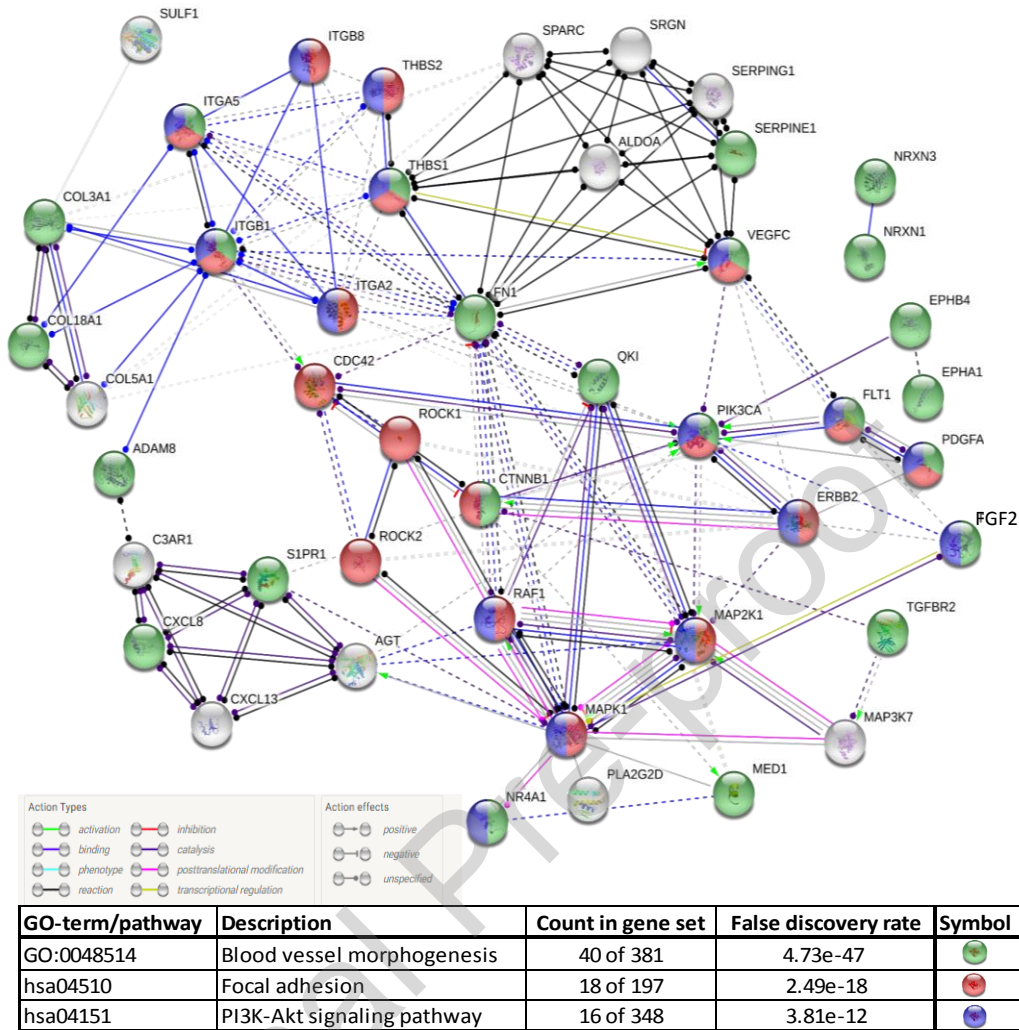 SULF1
ITGB8
SPARC
SRGN
THBS2
SERPING1
ITGA5
SERPINE1
ALDOA
THBS1
NRXN3
COL3A1
ITGB1
VEGFC
NRXN1
ITGA2
FN1
EPHB4
COL18A1
CDC42
QKI
COL5A1
EPHA1
ROCK1
PIK3CA
FLT1
PDGFA
ADAM8
CTNNB1
ERBB2
FGF2
C3AR1
S1PR1
ROCK2
RAF1
MAP2K1
TGFBR2
CXCL8
AGT
CXCL13
MAPK1
MAP3K7
PLA2G2D
MED1
NR4A1
Journal Pre-proof
Action Types
activation inhibition
binding catalysis
phenotype posttranslational modification
reaction transcriptional regulation
Action effects
positive
negative
unspecified
GO-term/pathway Description Count in gene set False discovery rate Symbol
GO:0048514 Blood vessel morphogenesis 40 of 381 4.73e-47
hsa04510 Focal adhesion 18 of 197 2.49e-18
hsa04151 PI3K-Akt signaling pathway 16 of 348 3.81e-12